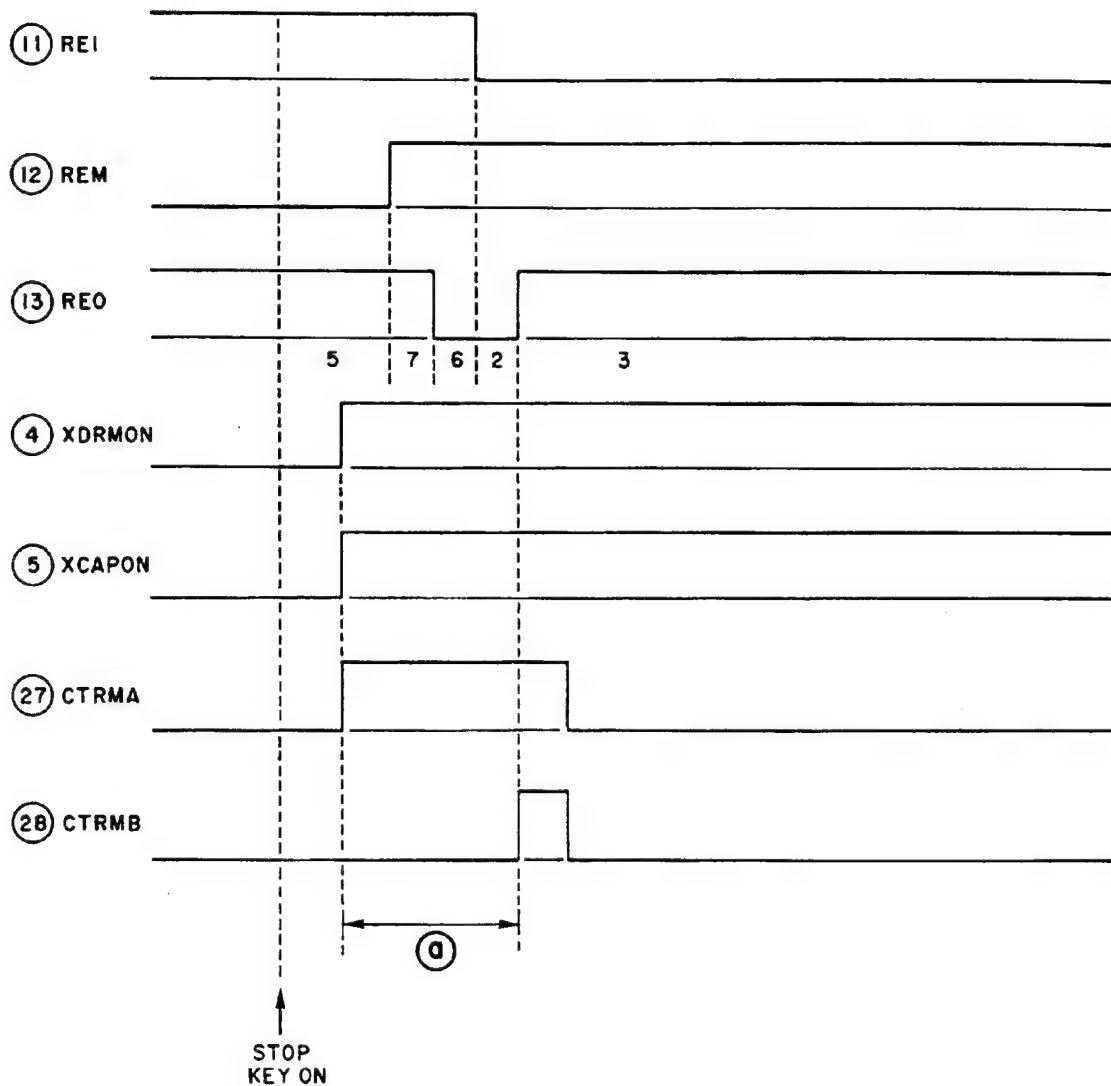 11 REI
12 REM
13 REO
5 7 6 2 3
4 XDRMON
5 XCAPON
27 CTRMA
28 CTRMB
a
STOP
KEY ON